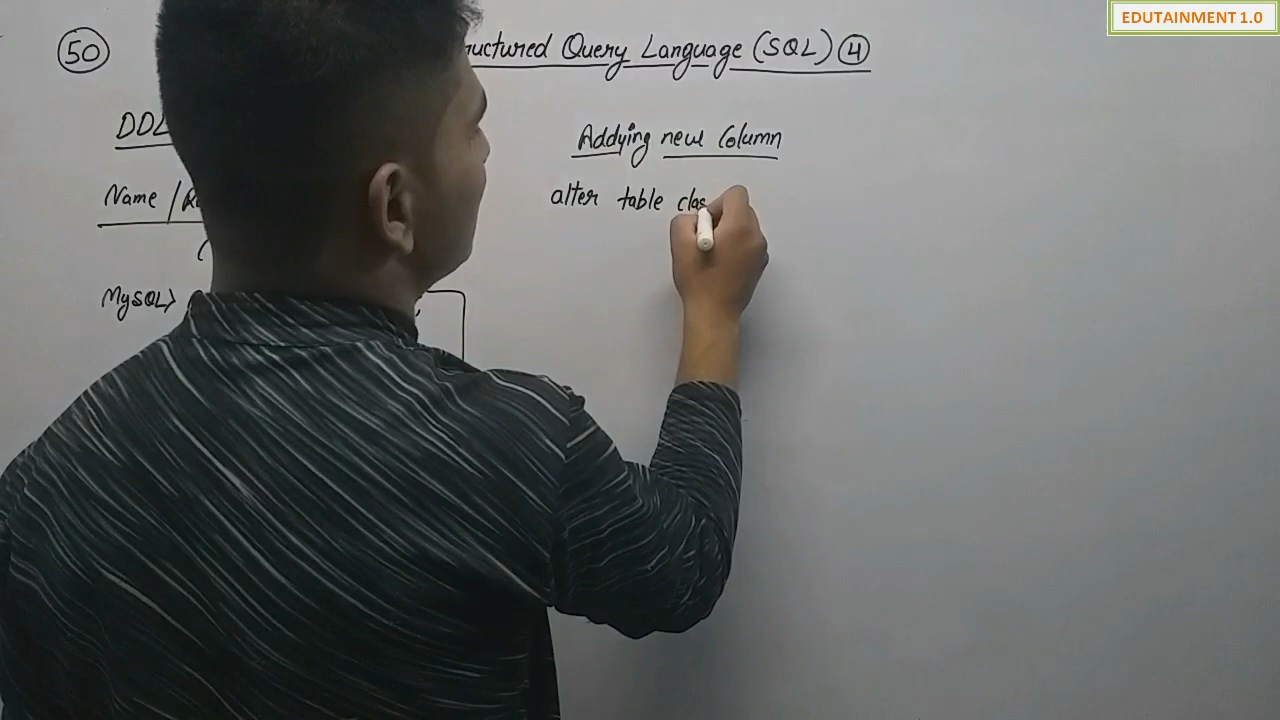 EDUTAINMENT 1.0
50 ructured Query Language (SQL) 4
DDL
Addying new Column
Name /
alter table clas
MySQL>